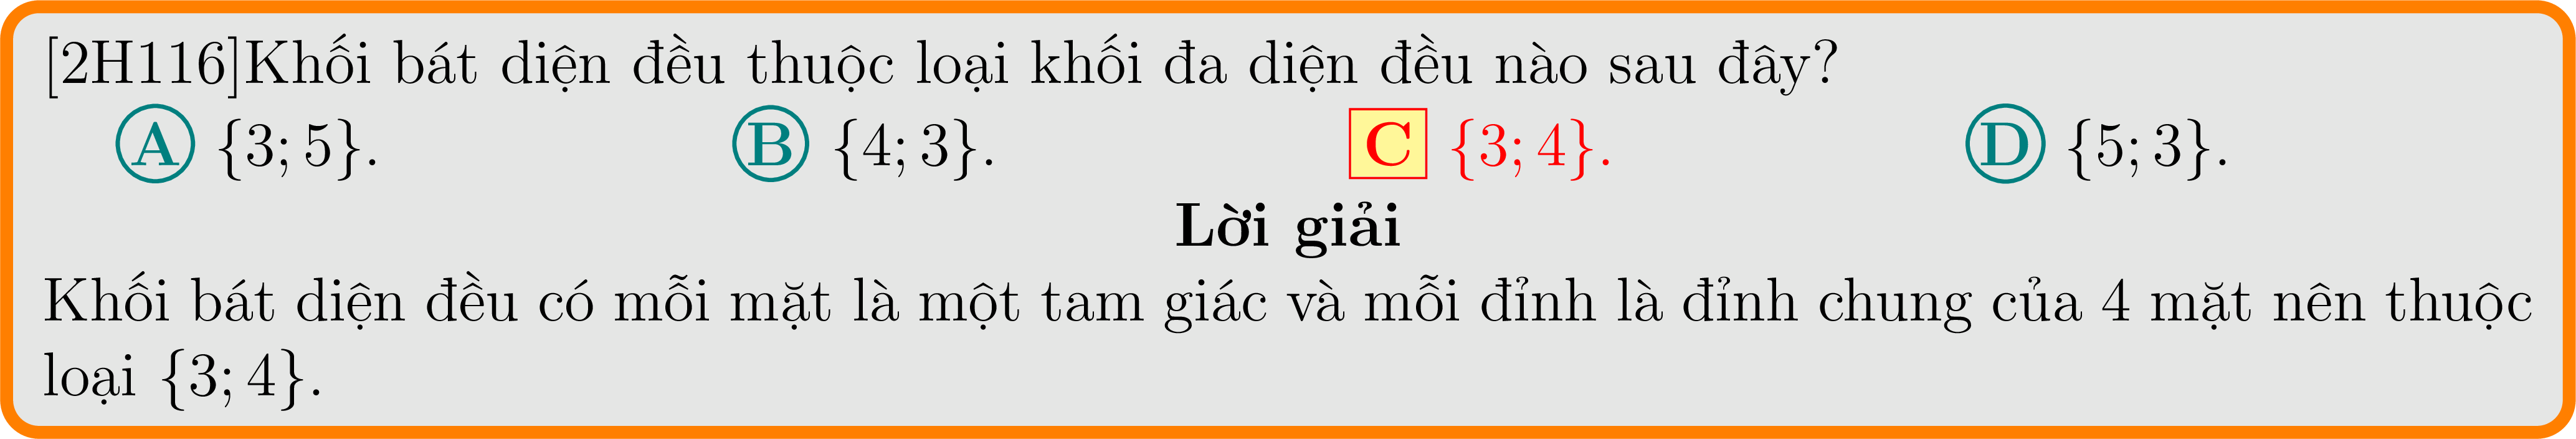 [2H116]Khối bát diện đều thuộc loại khối đa diện đều nào sau đây?
A {3; 5}. B {4; 3}. C {3; 4}. D {5; 3}.
Lời giải
Khối bát diện đều có mỗi mặt là một tam giác và mỗi đỉnh là đỉnh chung của 4 mặt nên thuộc
loại {3; 4}.